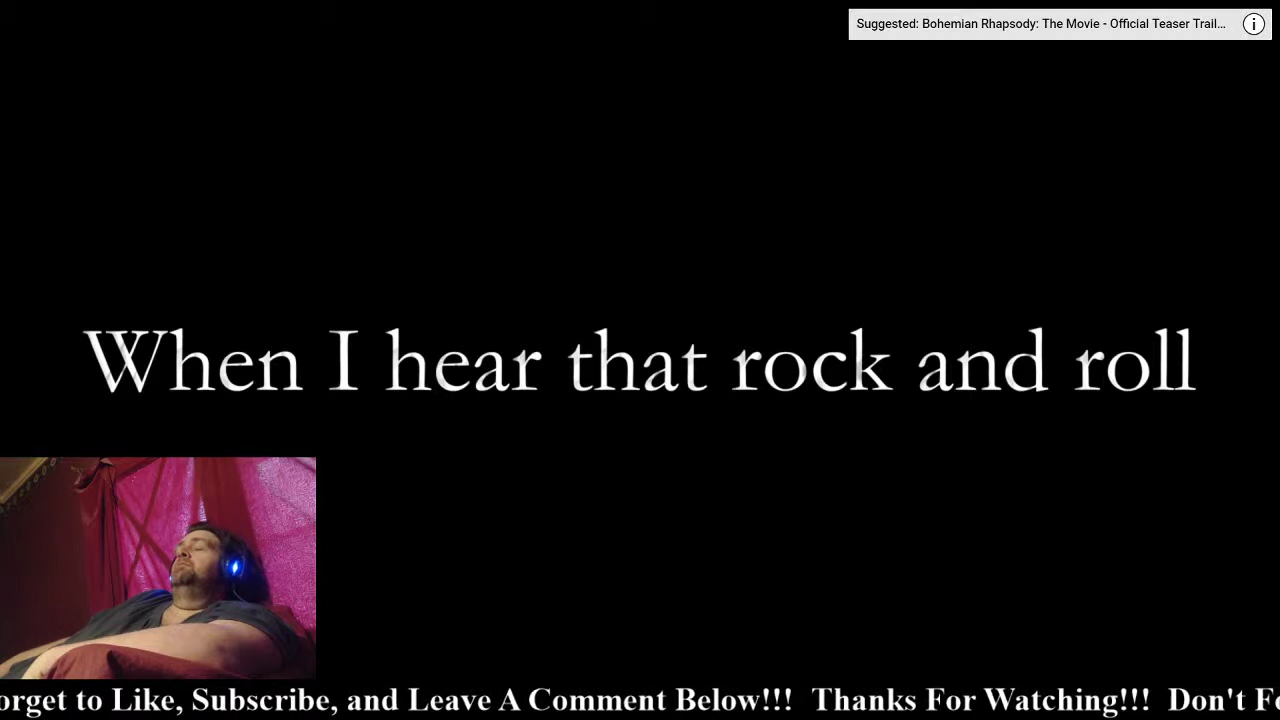 Suggested: Bohemian Rhapsody: The Movie - Official Teaser Trail...
When I hear that rock and roll
orget to Like, Subscribe, and Leave A Comment Below!!! Thanks For Watching!!! Don't Fo